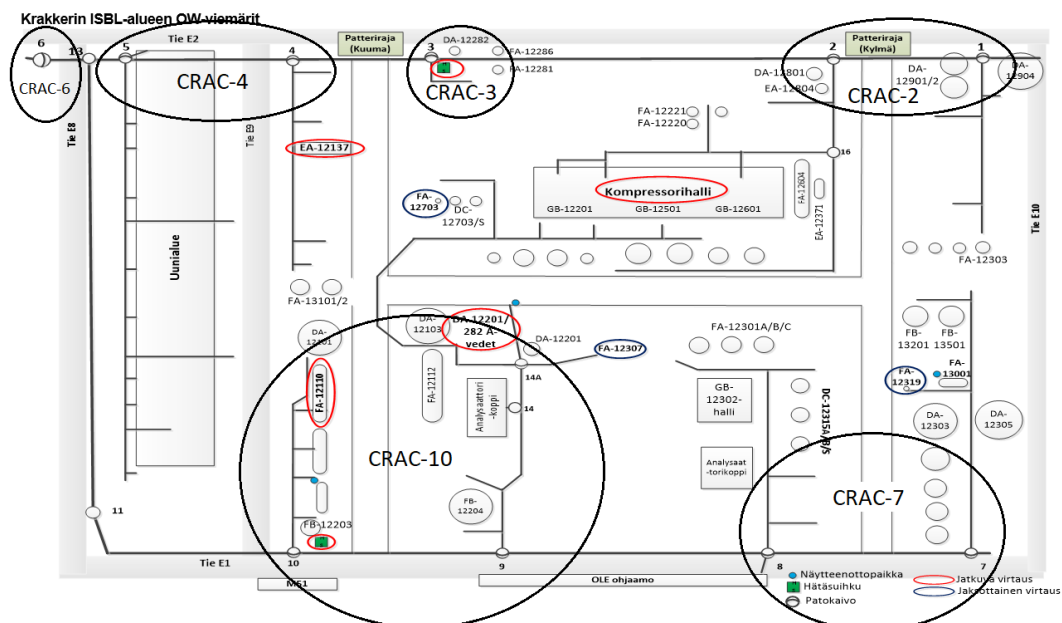 Krakkerin ISBL-alueen OW-viemärit
Tie E2
6
13
5
4
Patteriraja
(Kuuma)
3
DA-12282
FA-12286
FA-12281
Patteriraja
(Kylmä)
2
1
CRAC-6
CRAC-4
CRAC-3
CRAC-2
DA-12801
EA-12804
DA-
12901/2
DA-
12904
Tie E8
Tie E9
EA-12137
FA-12221
FA-12220
16
Kompressorihalli
GB-12201
GB-12501
GB-12601
FA-12604
EA-12371
FA-
12703
DC-
12703/S
Tie E10
Uunialue
FA-12303
FA-13101/2
DA-
12101
DA-
12103
DA-12201/
282 A-
vedet
DA-12201
FA-12307
FA-12301A/B/C
FB-
13201
FB-
13501
FA-
13001
FA-
12319
FA-12110
FA-12112
14A
Analysaattori
-koppi
14
GB-
12302-
halli
DC-12315A/B/S
DA-
12303
DA-
12305
CRAC-10
Analysaat
-torikoppi
CRAC-7
11
FB-12203
FB-
12204
Tie E1
10
9
8
7
M61
OLE ohjaamo
Näytteenottopaikka
Hätäsuihku
Patokaivo
Jatkuva virtaus
Jaksottainen virtaus